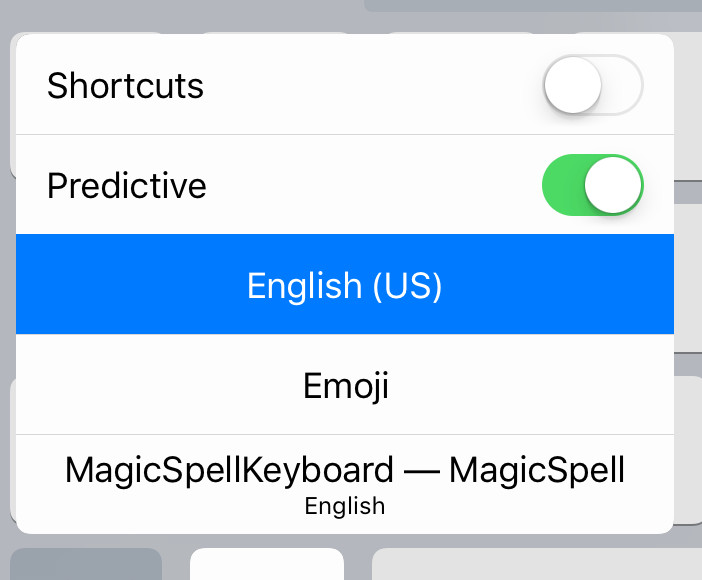 Shortcuts
Predictive
English (US)
Emoji
MagicSpellKeyboard — MagicSpell
English